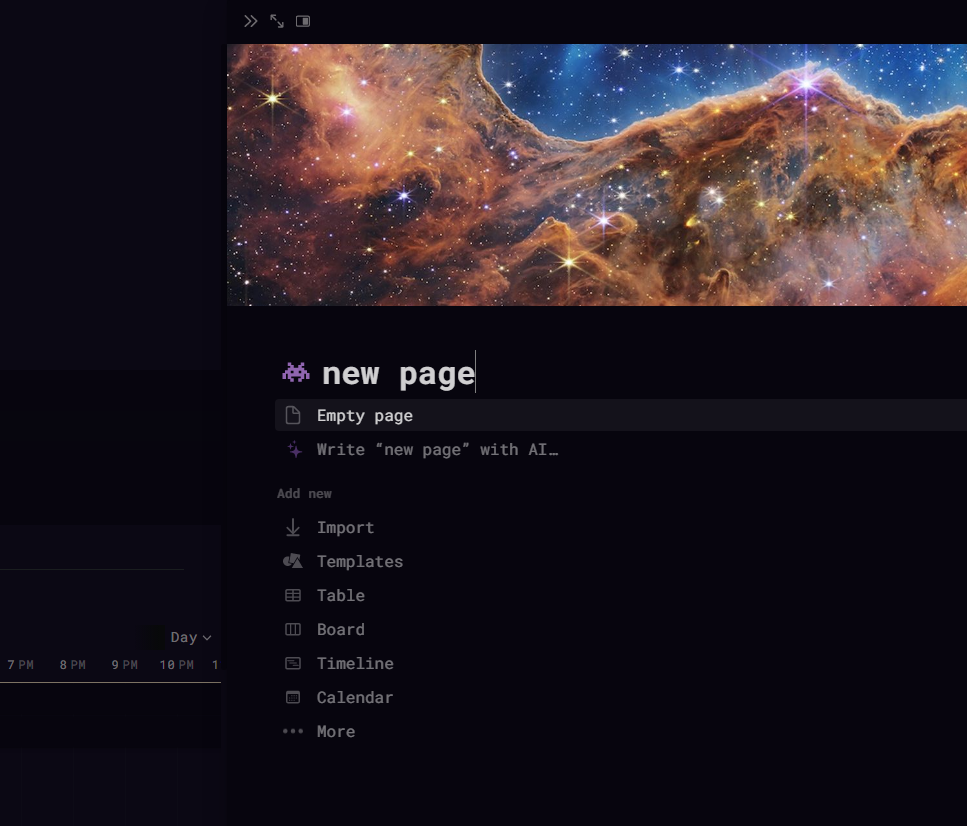 new page
Empty page
Write “new page” with AI…
Add new
Import
Templates
Table
Board
Timeline
Calendar
More
Day
7 PM 8 PM 9 PM 10 PM 1